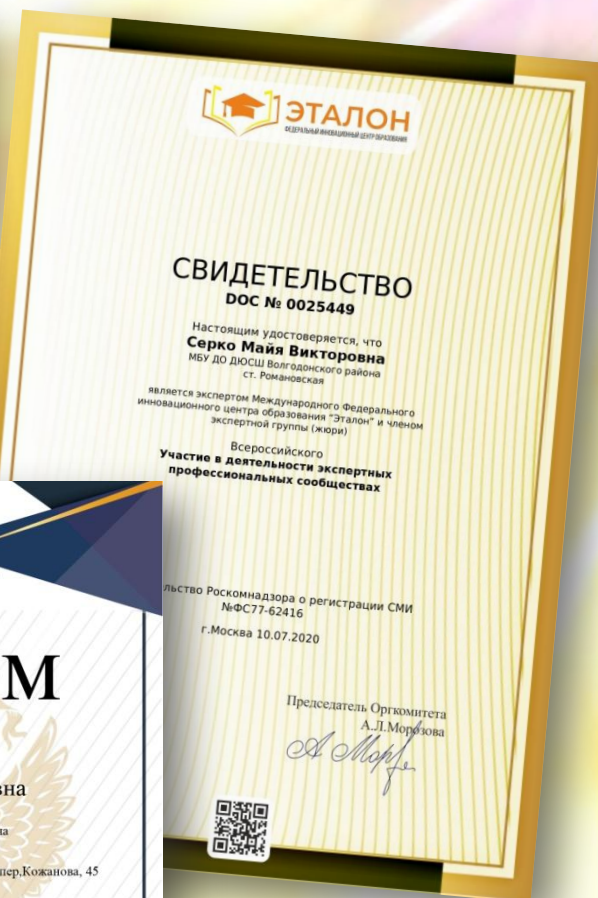 ЭТАЛОН
ФЕДЕРАЛЬНЫЙ ИННОВАЦИОННЫЙ ЦЕНТР ОБРАЗОВАНИЯ
СВИДЕТЕЛЬСТВО
DOC № 0025449
Настоящим удостоверяется, что
Серко Майя Викторовна
МБУ ДО ДЮСШ Волгодонского района
ст. Романовская
является экспертом Международного Федерального
инновационного центра образования "Эталон" и членом
экспертной группы (жюри)
Всероссийского
Участие в деятельности экспертных
профессиональных сообществах
льство Роскомнадзора о регистрации СМИ
№ФС77-62416
г.Москва 10.07.2020
Председатель Оргкомитета
А.Л.Морозова
М
вна
на
пер,Кожанова, 45